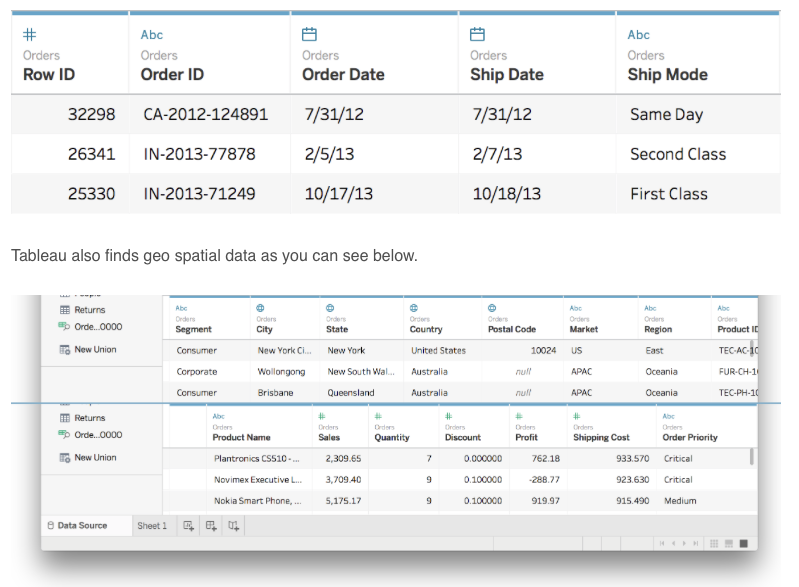 # Abc Abc
Orders Orders Orders Orders Orders
Row ID Order ID Order Date Ship Date Ship Mode
32298 CA-2012-124891 7/31/12 7/31/12 Same Day
26341 IN-2013-77878 2/5/13 2/7/13 Second Class
25330 IN-2013-71249 10/17/13 10/18/13 First Class
Tableau also finds geo spatial data as you can see below.
Returns
Orde...0000
New Union
Abc Abc Abc Abc
Orders Orders Orders Orders Orders Orders Orders Orders
Segment City State Country Postal Code Market Region Product ID
Consumer New York Ci... New York United States 10024 US East TEC-AC-10
Corporate Wollongong New South Wal... Australia null APAC Oceania FUR-CH-1
Consumer Brisbane Queensland Australia null APAC Oceania TEC-PH-10
Returns
Orde...0000
New Union
Abc # # # # # Abc
Orders Orders Orders Orders Orders Orders Orders
Product Name Sales Quantity Discount Profit Shipping Cost Order Priority
Plantronics CS510 -... 2,309.65 7 0.000000 762.18 933.570 Critical
Novimex Executive L... 3,709.40 9 0.100000 -288.77 923.630 Critical
Nokia Smart Phone, ... 5,175.17 9 0.100000 919.97 915.490 Medium
Data Source Sheet 1